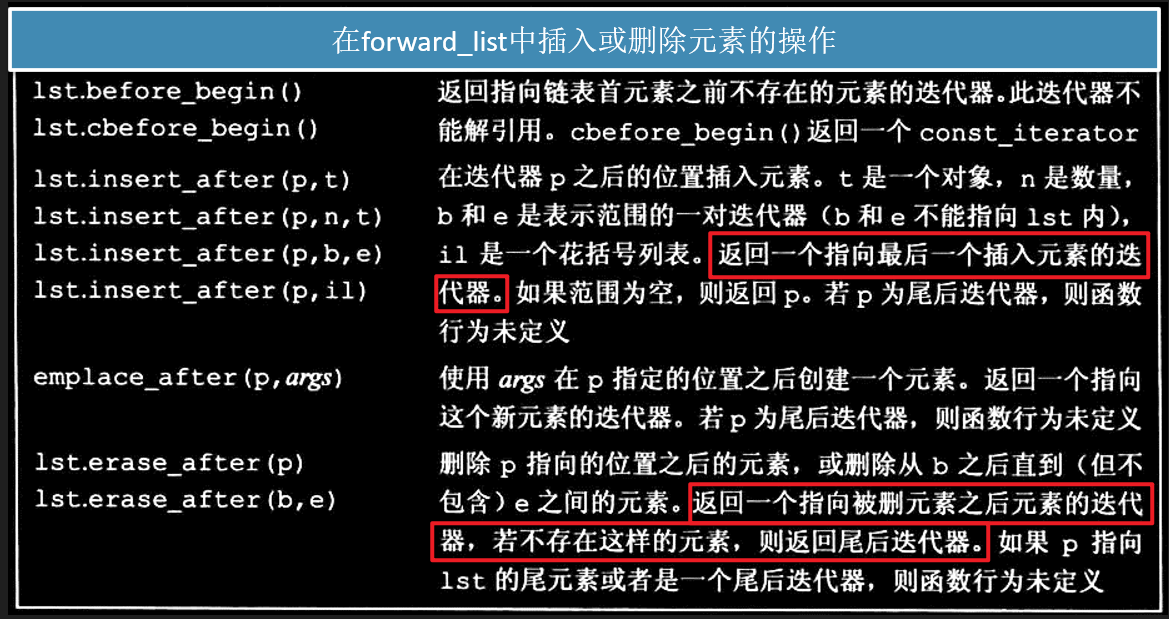 在forward_list中插入或删除元素的操作
lst.before_begin() 返回指向链表首元素之前不存在的元素的迭代器。此迭代器不
lst.cbefore_begin() 能解引用。cbefore_begin()返回一个 const_iterator
lst.insert_after(p,t) 在迭代器 p 之后的位置插入元素。t 是一个对象，n 是数量，
lst.insert_after(p,n,t) b 和 e 是表示范围的一对迭代器（b 和 e 不能指向 lst 内），
lst.insert_after(p,b,e) il 是一个花括号列表。返回一个指向最后一个插入元素的迭
lst.insert_after(p,il) 代器。如果范围为空，则返回 p。若 p 为尾后迭代器，则函数
行为未定义
emplace_after(p,args) 使用 args 在 p 指定的位置之后创建一个元素。返回一个指向
这个新元素的迭代器。若 p 为尾后迭代器，则函数行为未定义
lst.erase_after(p) 删除 p 指向的位置之后的元素，或删除从 b 之后直到（但不
lst.erase_after(b,e) 包含）e 之间的元素。返回一个指向被删元素之后元素的迭代
器，若不存在这样的元素，则返回尾后迭代器。如果 p 指向
lst 的尾元素或者是一个尾后迭代器，则函数行为未定义